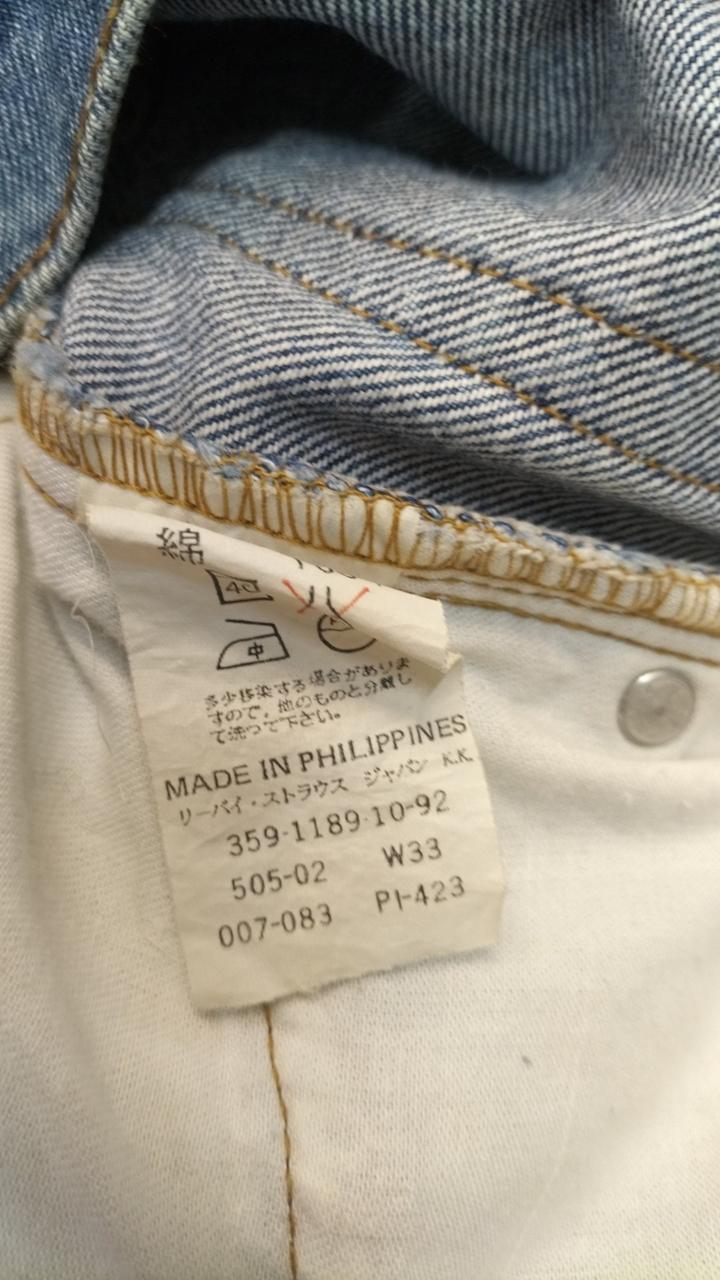 綿
40
中
多少移染する場合がありま
すので、他のものと分離し
て洗って下さい。
MADE IN PHILIPPINES
リーバイ・ストラウス ジャパン K.K.
359-1189-10-92
505-02 W33
007-083 PI-423